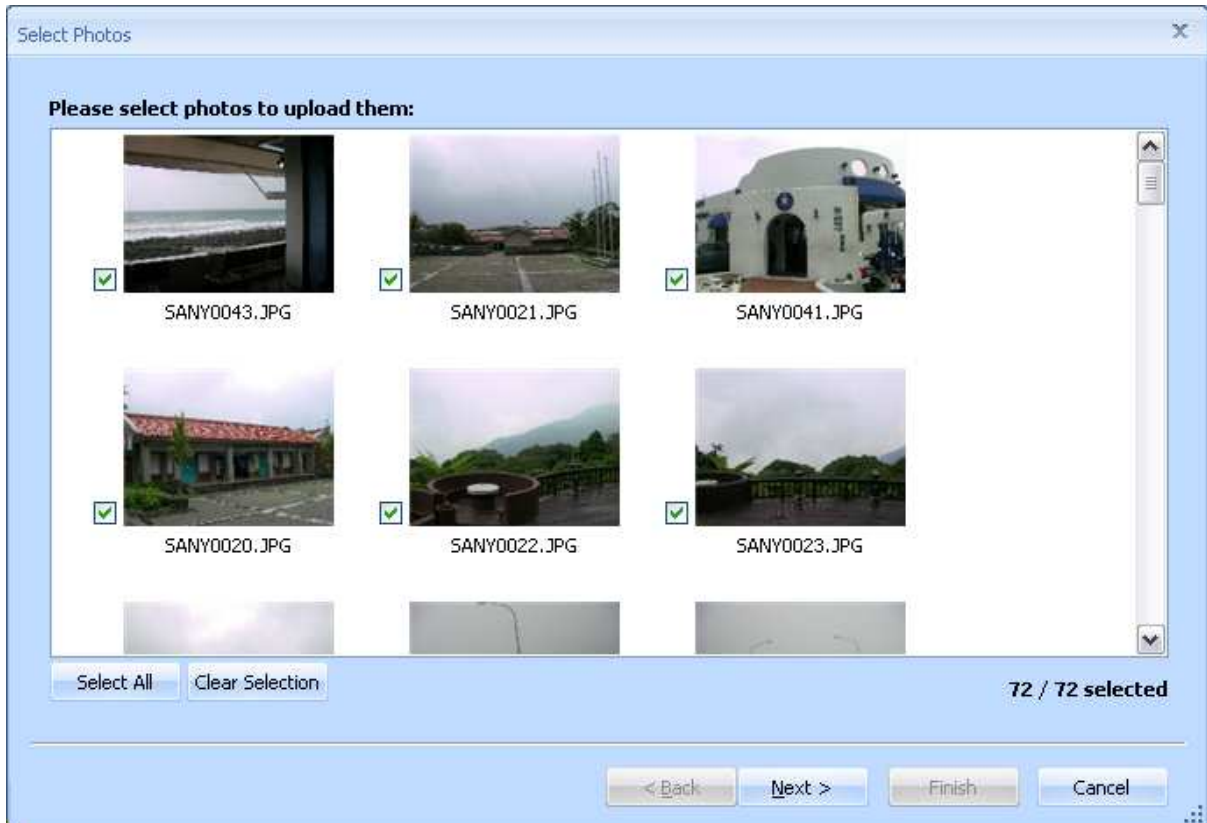 Select Photos
Please select photos to upload them:
SANY0043.JPG
SANY0021.JPG
SANY0041.JPG
SANY0020.JPG
SANY0022.JPG
SANY0023.JPG
Select All
Clear Selection
72 / 72 selected
< Back
Next >
Finish
Cancel